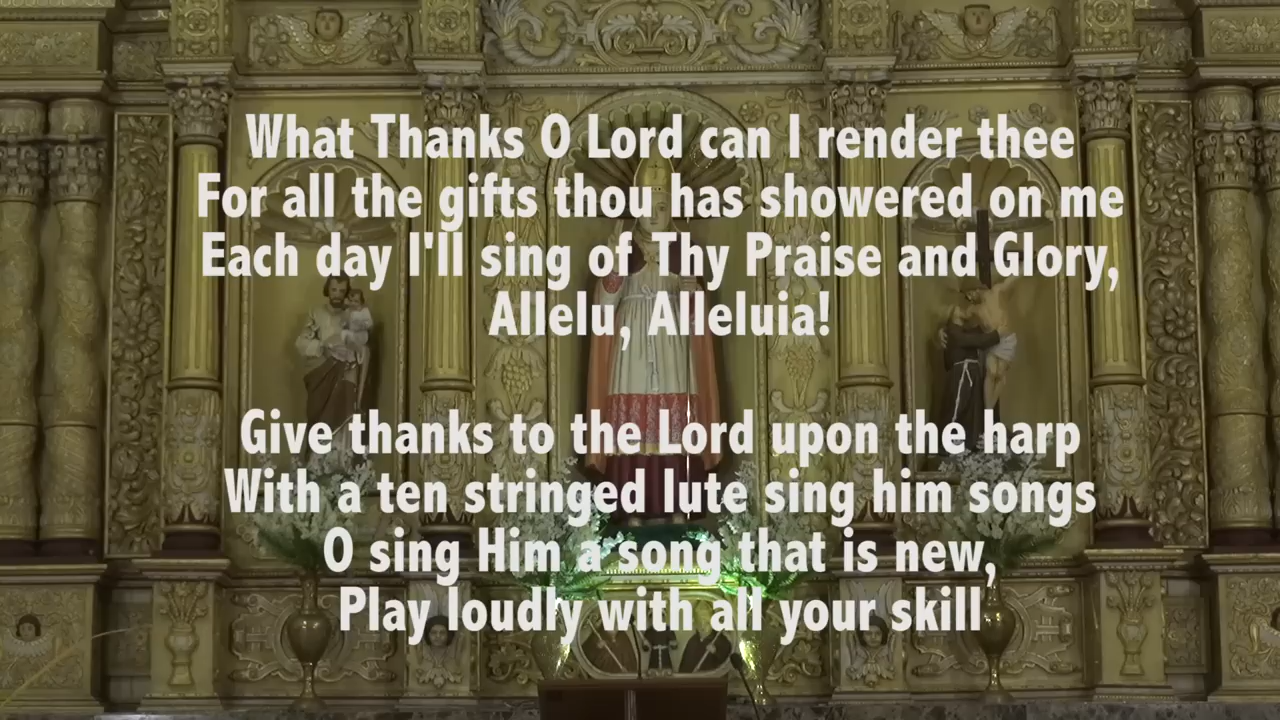 What Thanks O Lord can I render thee
For all the gifts thou has showered on me
Each day I'll sing of Thy Praise and Glory,
Allelu, Alleluia!
Give thanks to the Lord upon the harp
With a ten stringed lute sing him songs
O sing Him a song that is new,
Play loudly with all your skill